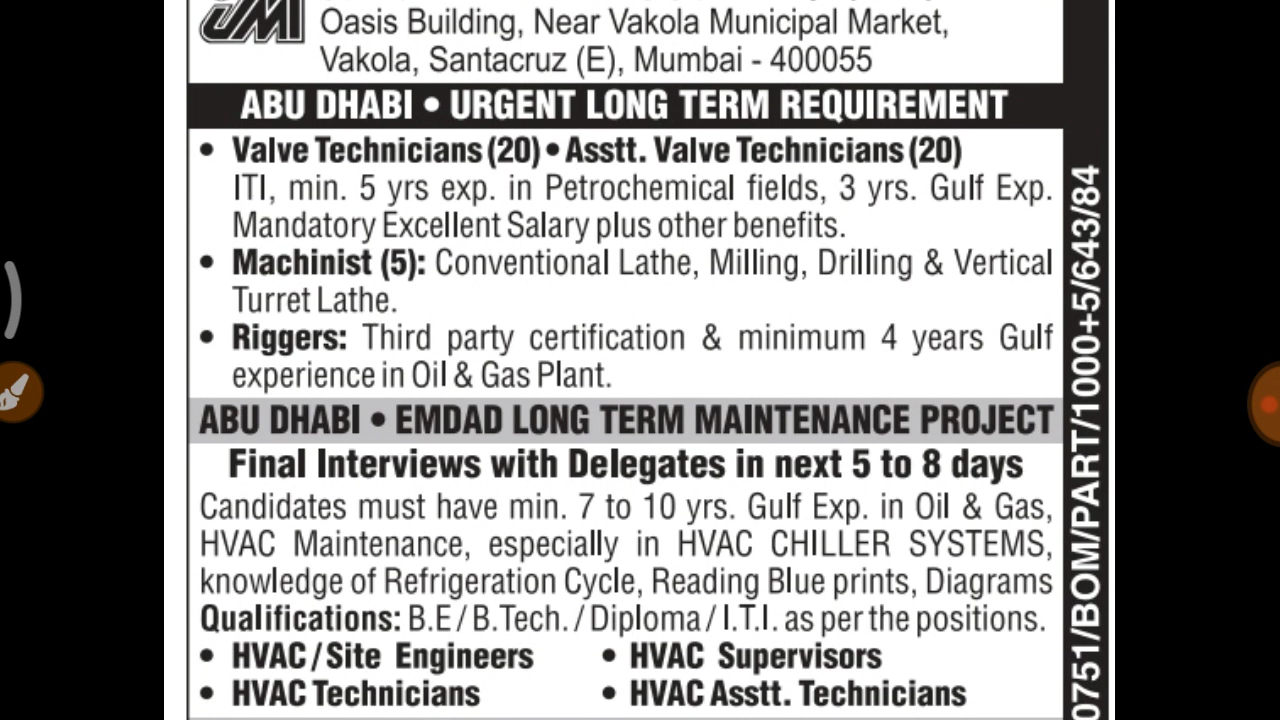 JMI
Oasis Building, Near Vakola Municipal Market,
Vakola, Santacruz (E), Mumbai - 400055
ABU DHABI • URGENT LONG TERM REQUIREMENT
• Valve Technicians (20) • Asstt. Valve Technicians (20)
ITI, min. 5 yrs exp. in Petrochemical fields, 3 yrs. Gulf Exp.
Mandatory Excellent Salary plus other benefits.
• Machinist (5): Conventional Lathe, Milling, Drilling & Vertical
Turret Lathe.
• Riggers: Third party certification & minimum 4 years Gulf
experience in Oil & Gas Plant.
ABU DHABI • EMDAD LONG TERM MAINTENANCE PROJECT
Final Interviews with Delegates in next 5 to 8 days
Candidates must have min. 7 to 10 yrs. Gulf Exp. in Oil & Gas,
HVAC Maintenance, especially in HVAC CHILLER SYSTEMS,
knowledge of Refrigeration Cycle, Reading Blue prints, Diagrams
Qualifications: B.E / B.Tech. / Diploma / I.T.I. as per the positions.
• HVAC / Site Engineers • HVAC Supervisors
• HVAC Technicians • HVAC Asstt. Technicians
0751/BOM/PART/1000+5/643/84